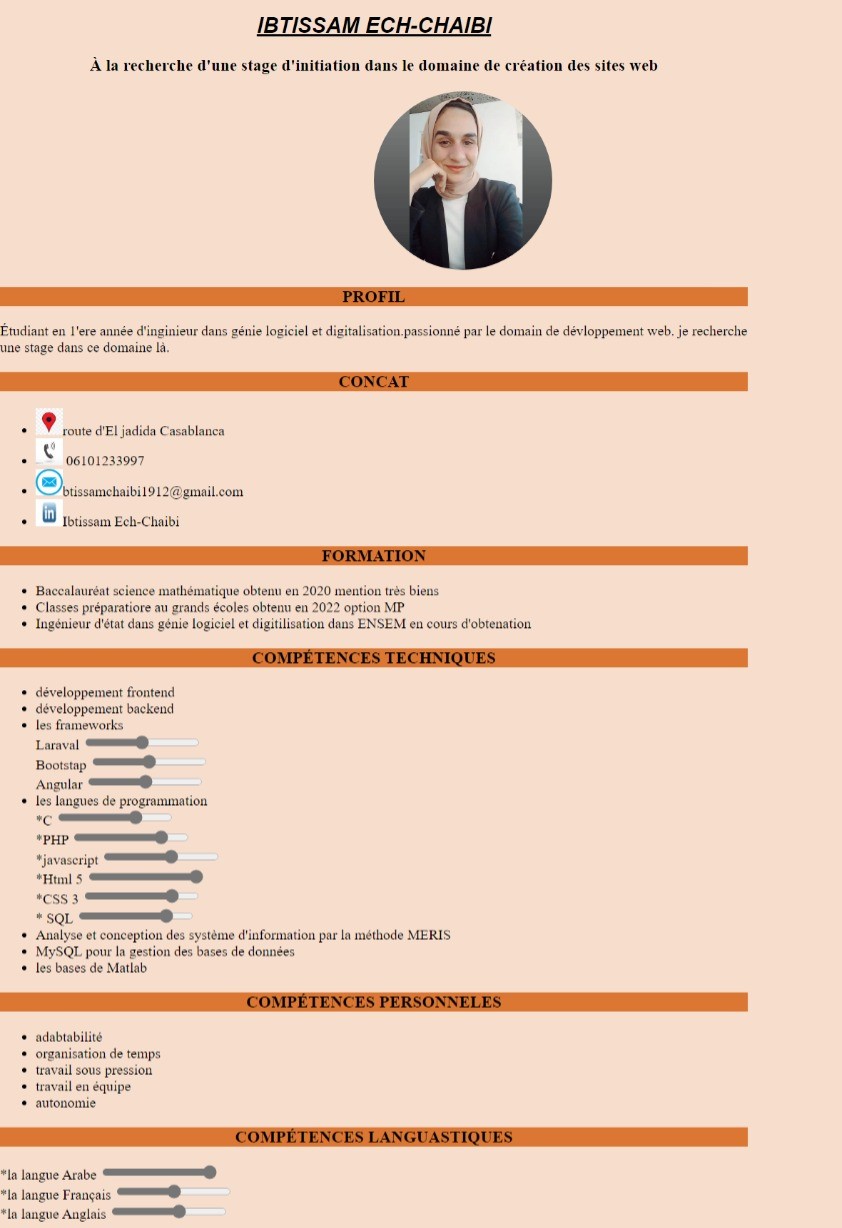 IBTISSAM ECH-CHAIBI
À la recherche d'une stage d'initiation dans le domaine de création des sites web
PROFIL
Étudiant en 1'ere année d'inginieur dans génie logiciel et digitalisation.passionné par le domain de dévloppement web. je recherche
une stage dans ce domaine là.
CONCAT
route d'El jadida Casablanca
06101233997
btissamchaibi1912@gmail.com
in Ibtissam Ech-Chaibi
FORMATION
Baccalauréat science mathématique obtenu en 2020 mention très biens
Classes préparatiore au grands écoles obtenu en 2022 option MP
Ingénieur d'état dans génie logiciel et digitilisation dans ENSEM en cours d'obtenation
COMPÉTENCES TECHNIQUES
développement frontend
développement backend
les frameworks
Laraval
Bootstap
Angular
les langues de programmation
*C
*PHP
*javascript
*Html 5
*CSS 3
* SQL
Analyse et conception des système d'information par la méthode MERIS
MySQL pour la gestion des bases de données
les bases de Matlab
COMPÉTENCES PERSONNELES
adabtabilité
organisation de temps
travail sous pression
travail en équipe
autonomie
COMPÉTENCES LANGUASTIQUES
*la langue Arabe
*la langue Français
*la langue Anglais